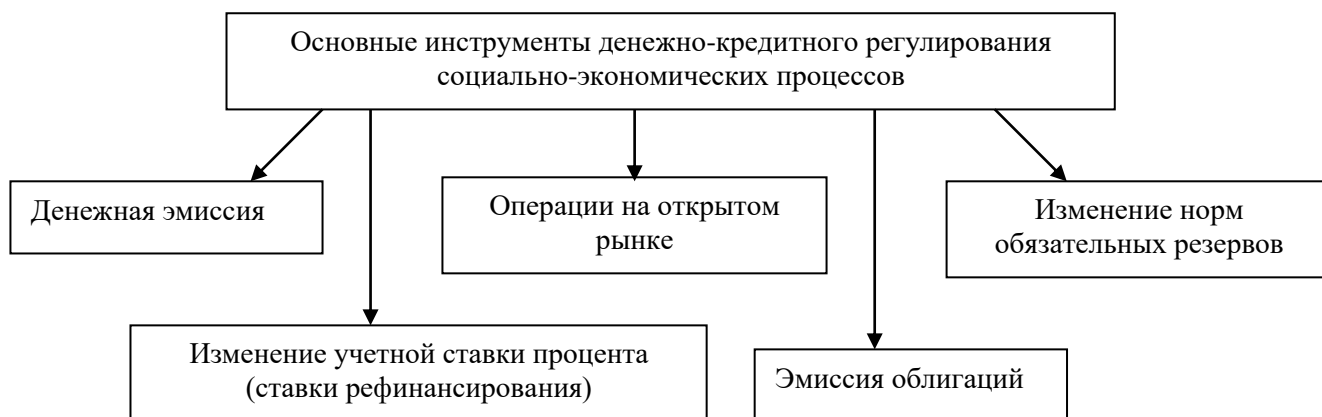 Основные инструменты денежно-кредитного регулирования
социально-экономических процессов
Денежная эмиссия
Операции на открытом
рынке
Изменение норм
обязательных резервов
Изменение учетной ставки процента
(ставки рефинансирования)
Эмиссия облигаций